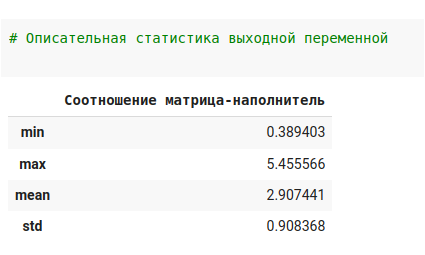 # Описательная статистика выходной переменной
Соотношение матрица-наполнитель
min 0.389403
max 5.455566
mean 2.907441
std 0.908368